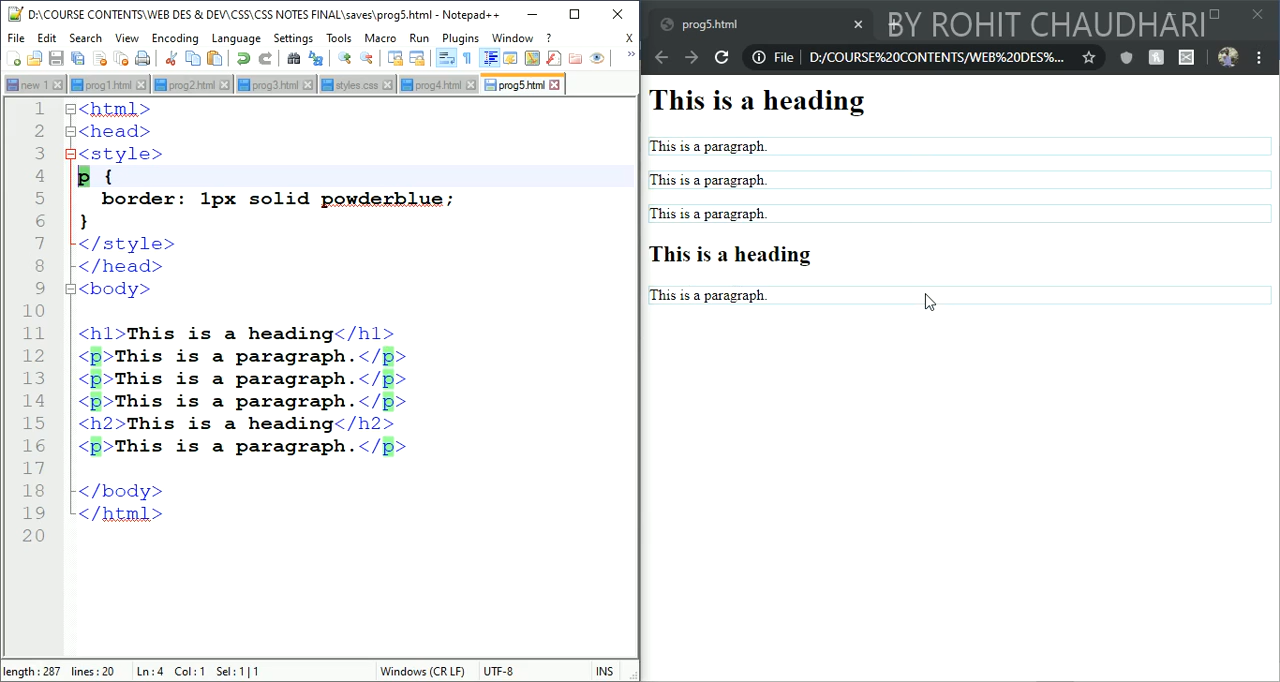 D:\COURSE CONTENTS\WEB DES & DEV\CSS\CSS NOTES FINAL\saves\prog5.html - Notepad++
File Edit Search View Encoding Language Settings Tools Macro Run Plugins Window ? X
new 1 prog1.html prog2.html prog3.html styles.css prog4.html prog5.html
1 <html>
2 <head>
3 <style>
4 p {
5 border: 1px solid powderblue;
6 }
7 </style>
8 </head>
9 <body>
10
11 <h1>This is a heading</h1>
12 <p>This is a paragraph.</p>
13 <p>This is a paragraph.</p>
14 <p>This is a paragraph.</p>
15 <h2>This is a heading</h2>
16 <p>This is a paragraph.</p>
17
18 </body>
19 </html>
20
length : 287 lines : 20 Ln : 4 Col : 1 Sel : 1 | 1 Windows (CR LF) UTF-8 INS
prog5.html
BY ROHIT CHAUDHARI
File D:/COURSE%20CONTENTS/WEB%20DES%...
This is a heading
This is a paragraph.
This is a paragraph.
This is a paragraph.
This is a heading
This is a paragraph.